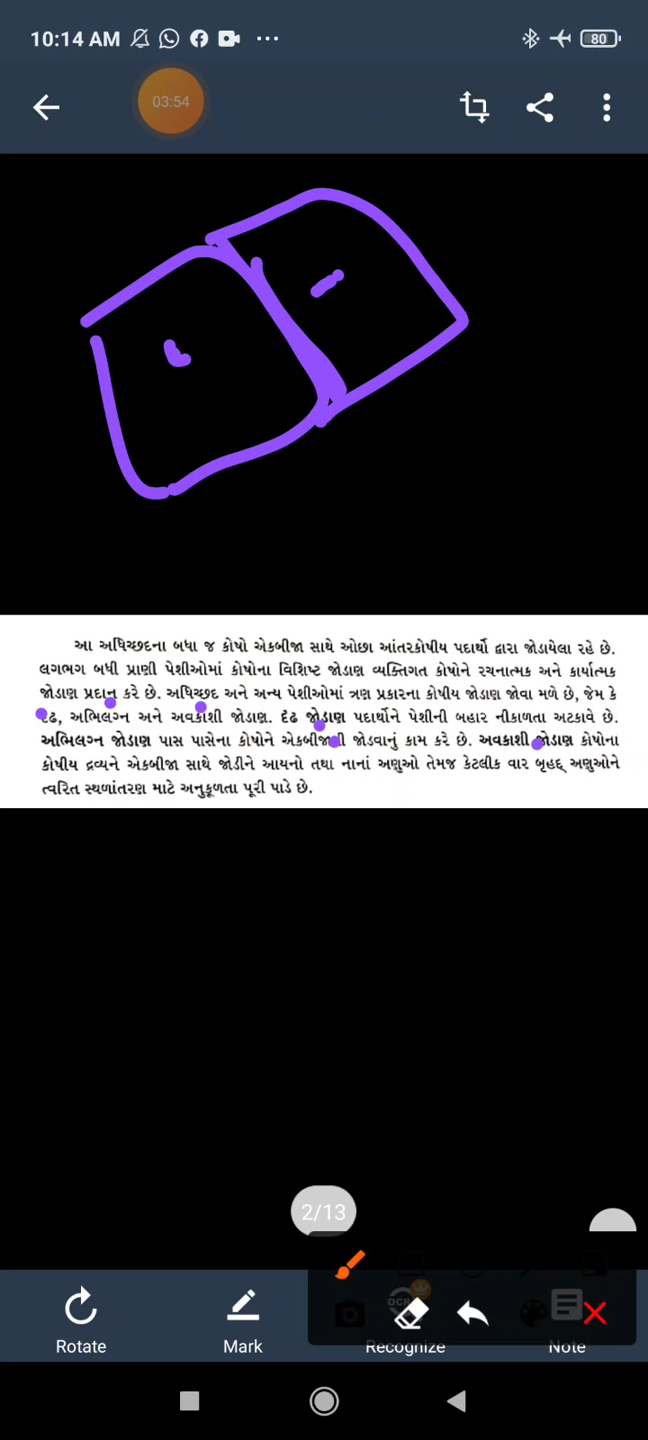 10:14 AM
80
03:54
આ અધિચ્છદના બધા જ કોષો એકબીજા સાથે ઓછા આંતરકોષીય પદાર્થો દ્વારા જોડાયેલા રહે છે.
લગભગ બધી પ્રાણી પેશીઓમાં કોષોના વિશિષ્ટ જોડાણ વ્યક્તિગત કોષોને રચનાત્મક અને કાર્યાત્મક
જોડાણ પ્રદાન કરે છે. અધિચ્છદ અને અન્ય પેશીઓમાં ત્રણ પ્રકારના કોષીય જોડાણ જોવા મળે છે, જેમ કે
દૃઢ, અભિલગ્ન અને અવકાશી જોડાણ. દૃઢ જોડાણ પદાર્થોને પેશીની બહાર નીકાળતા અટકાવે છે.
અભિલગ્ન જોડાણ પાસ પાસેના કોષોને એકબીજાથી જોડવાનું કામ કરે છે. અવકાશી જોડાણ કોષોના
કોષીય દ્રવ્યને એકબીજા સાથે જોડીને આયનો તથા નાનાં અણુઓ તેમજ કેટલીક વાર બૃહદ્ અણુઓને
ત્વરિત સ્થળાંતરણ માટે અનુકૂળતા પૂરી પાડે છે.
2/13
OCR
Rotate
Mark
Recognize
Note